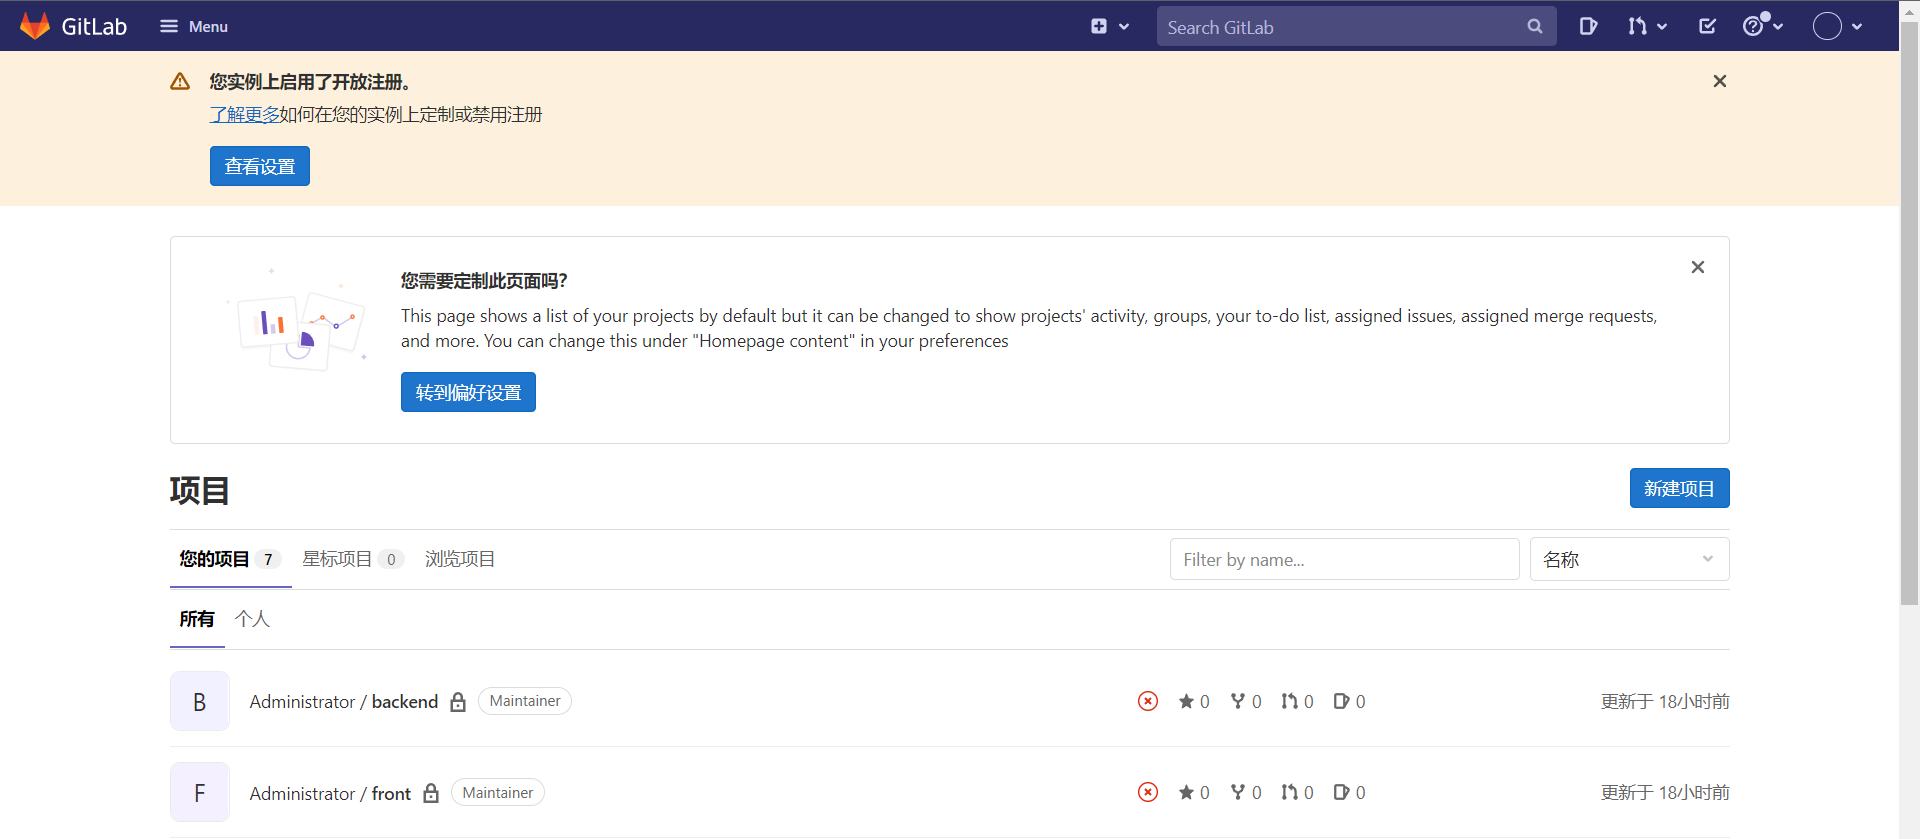 GitLab Menu Search GitLab
您实例上启用了开放注册。
了解更多如何在您的实例上定制或禁用注册
查看设置
您需要定制此页面吗?
This page shows a list of your projects by default but it can be changed to show projects' activity, groups, your to-do list, assigned issues, assigned merge requests,
and more. You can change this under "Homepage content" in your preferences
转到偏好设置
项目 新建项目
您的项目 7 星标项目 0 浏览项目 Filter by name... 名称
所有 个人
B Administrator / backend Maintainer 0 0 0 0 更新于 18小时前
F Administrator / front Maintainer 0 0 0 0 更新于 18小时前